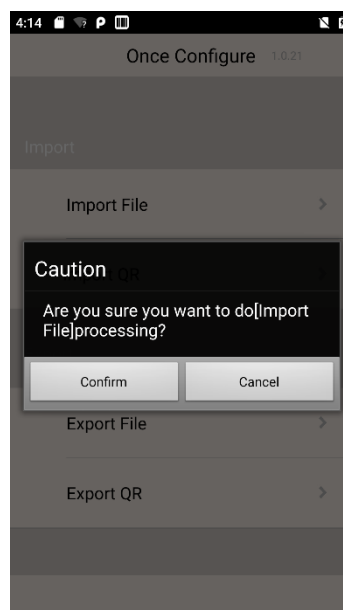 4:14
Once Configure 1.0.21
Import
Import File
Caution
QR
Are you sure you want to do[Import
File]processing?
Confirm Cancel
Export File
Export QR